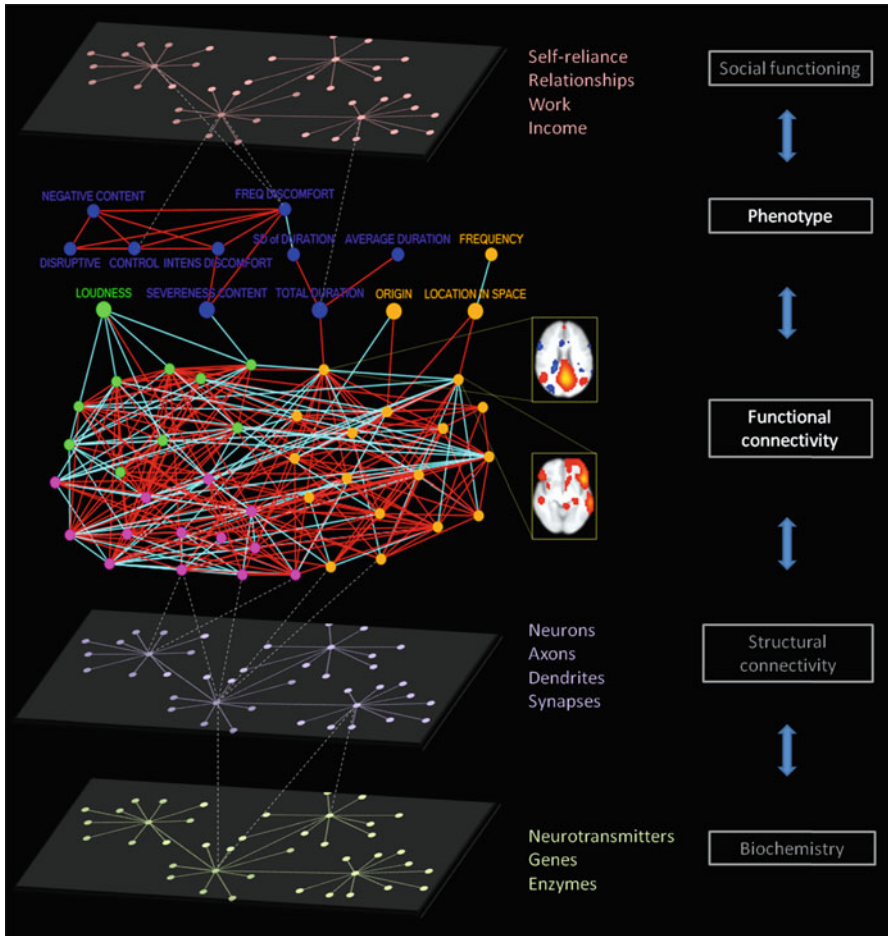 Self-reliance
Relationships
Work
Income
Social functioning
NEGATIVE CONTENT
FREQ DISCOMFORT
Phenotype
SD of DURATION
AVERAGE DURATION
FREQUENCY
DISRUPTIVE
CONTROL
INTENS DISCOMFORT
LOUDNESS
SEVERENESS CONTENT
TOTAL DURATION
ORIGIN
LOCATION IN SPACE
Functional
connectivity
Neurons
Axons
Dendrites
Synapses
Structural
connectivity
Neurotransmitters
Genes
Enzymes
Biochemistry